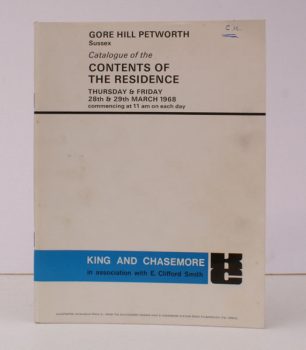 GORE HILL PETWORTH
Sussex
Catalogue of the
CONTENTS OF
THE RESIDENCE
THURSDAY & FRIDAY
28th & 29th MARCH 1968
commencing at 11 am on each day
KING AND CHASEMORE
in association with E. Clifford Smith